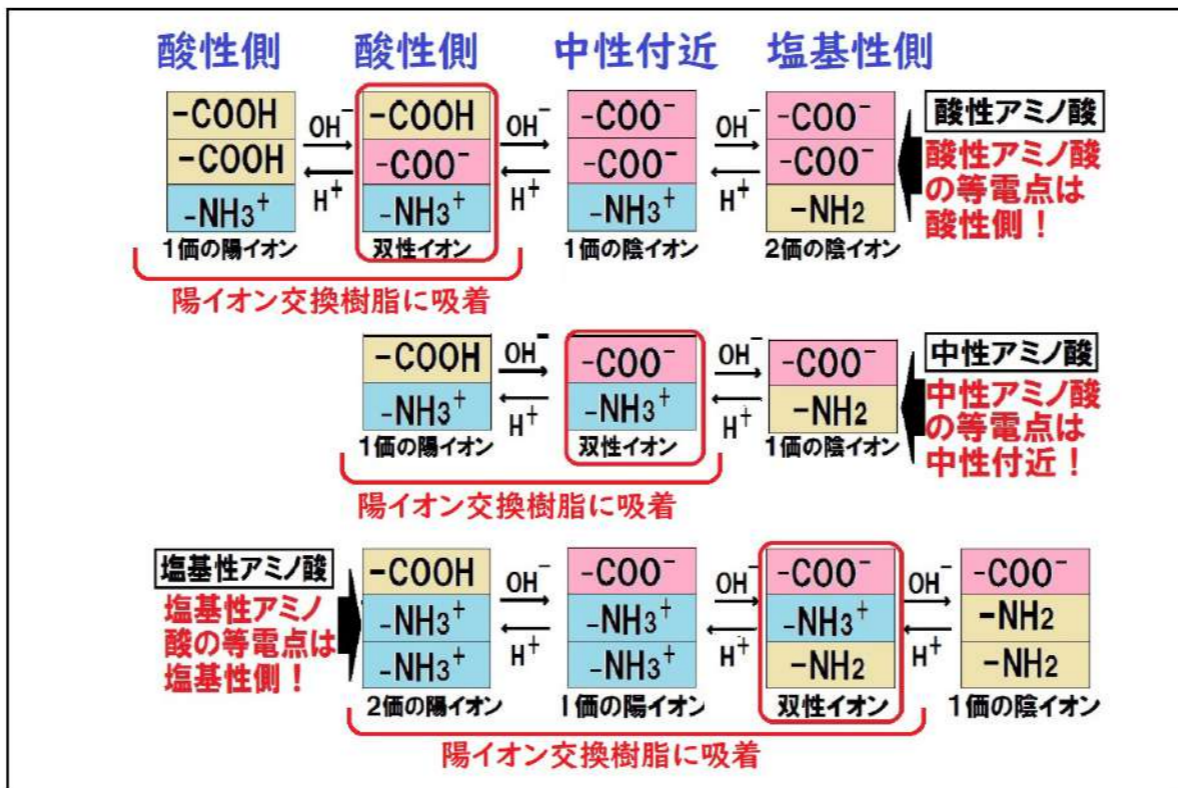 酸性側 酸性側 中性付近 塩基性側
-COOH OH⁻ -COOH OH⁻ -COO⁻ OH⁻ -COO⁻ 酸性アミノ酸
-COOH H⁺ -COO⁻ H⁺ -COO⁻ H⁺ -COO⁻ 酸性アミノ酸
-NH3⁺ -NH3⁺ -NH3⁺ -NH2 の等電点は
1価の陽イオン 双性イオン 1価の陰イオン 2価の陰イオン 酸性側！
陽イオン交換樹脂に吸着
-COOH OH⁻ -COO⁻ OH⁻ -COO⁻ 中性アミノ酸
-NH3⁺ H⁺ -NH3⁺ H⁺ -NH2 中性アミノ酸
の等電点は
1価の陽イオン 双性イオン 1価の陰イオン 中性付近！
陽イオン交換樹脂に吸着
塩基性アミノ酸 -COOH OH⁻ -COO⁻ OH⁻ -COO⁻ OH⁻ -COO⁻
塩基性アミノ -NH3⁺ H⁺ -NH3⁺ H⁺ -NH3⁺ H⁺ -NH2
酸の等電点は
塩基性側！ -NH3⁺ -NH3⁺ -NH2 -NH2
2価の陽イオン 1価の陽イオン 双性イオン 1価の陰イオン
陽イオン交換樹脂に吸着